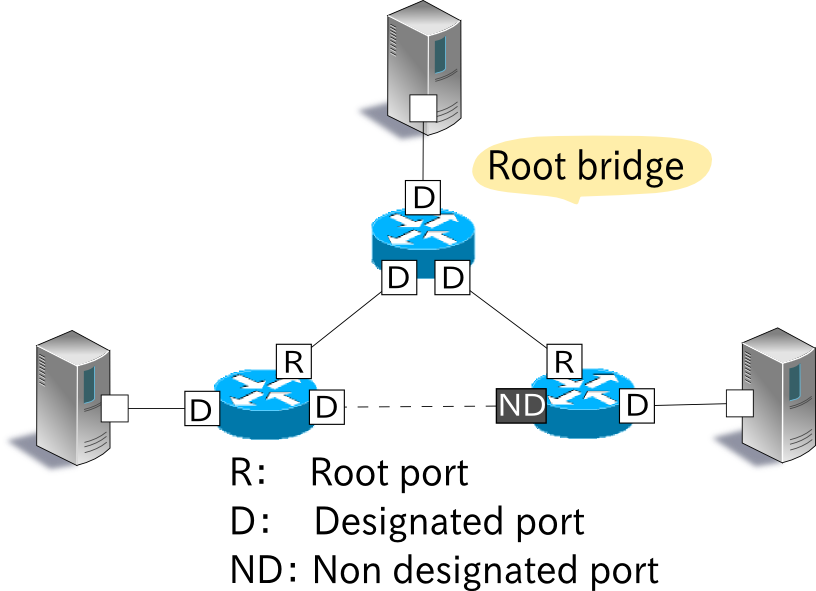 Root bridge
D
D D
R R
D D ND D
R: Root port
D: Designated port
ND: Non designated port